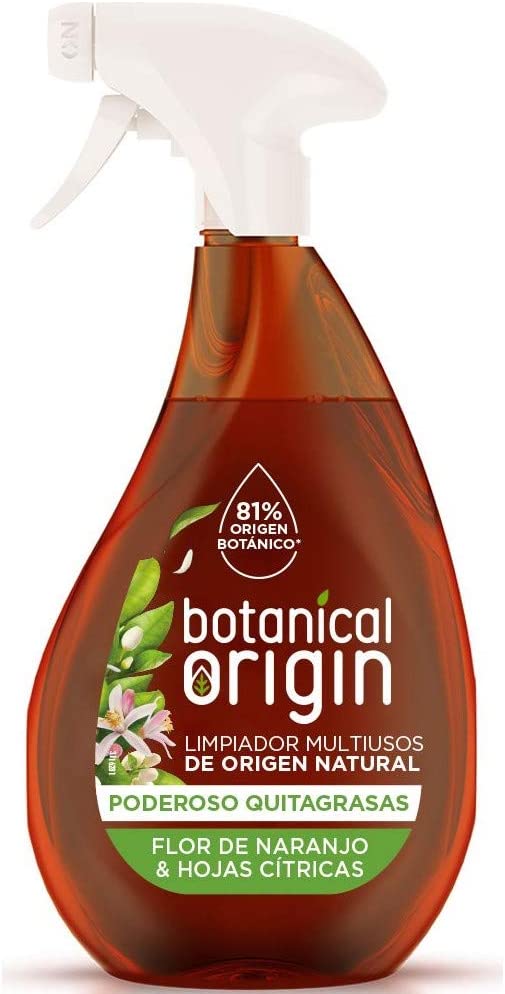 81%
ORIGEN
BOTÁNICO*
botanical
origin
LIMPIADOR MULTIUSOS
DE ORIGEN NATURAL
PODEROSO QUITAGRASAS
FLOR DE NARANJO
& HOJAS CÍTRICAS